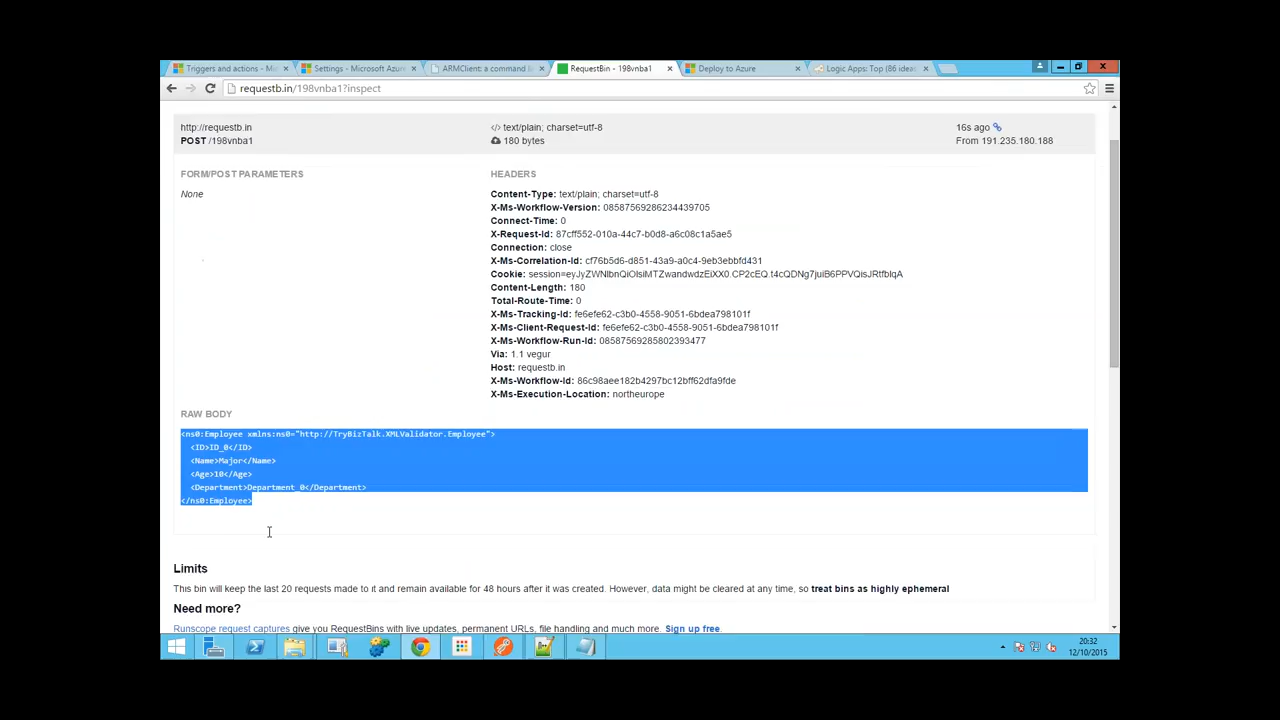 Triggers and actions - Mic
Settings - Microsoft Azure
ARMClient: a command l
RequestBin - 198vnba1
Deploy to Azure
Logic Apps: Top (86 ideas
requestb.in/198vnba1?inspect
http://requestb.in
text/plain; charset=utf-8
16s ago
POST /198vnba1
180 bytes
From 191.235.180.188
FORM/POST PARAMETERS
None
HEADERS
Content-Type: text/plain; charset=utf-8
X-Ms-Workflow-Version: 08587569286234439705
Connect-Time: 0
X-Request-Id: 87cff552-010a-44c7-b0d8-a6c08c1a5ae5
Connection: close
X-Ms-Correlation-Id: cf76b5d6-d851-43a9-a0c4-9eb3ebbfd431
Content-Length: 180
Total-Route-Time: 0
X-Ms-Tracking-Id: fe6efe62-c3b0-4558-9051-6bdea798101f
X-Ms-Client-Request-Id: fe6efe62-c3b0-4558-9051-6bdea798101f
X-Ms-Workflow-Run-Id: 08587569285802393477
Via: 1.1 vegur
Host: requestb.in
X-Ms-Workflow-Id: 86c98aee182b4297bc12bff62dfa9fde
X-Ms-Execution-Location: northeurope
RAW BODY
<ns0:Employee xmlns:ns0="http://TryBizTalk.XMLValidator.Employee">
<ID>ID_0</ID>
<Name>Major</Name>
<Age>10</Age>
<Department>Department_0</Department>
</ns0:Employee>
Limits
This bin will keep the last 20 requests made to it and remain available for 48 hours after it was created. However, data might be cleared at any time, so treat bins as highly ephemeral
Need more?
Runscope request captures give you RequestBins with live updates, permanent URLs, file handling and much more. Sign up free.
20:32
12/10/2015